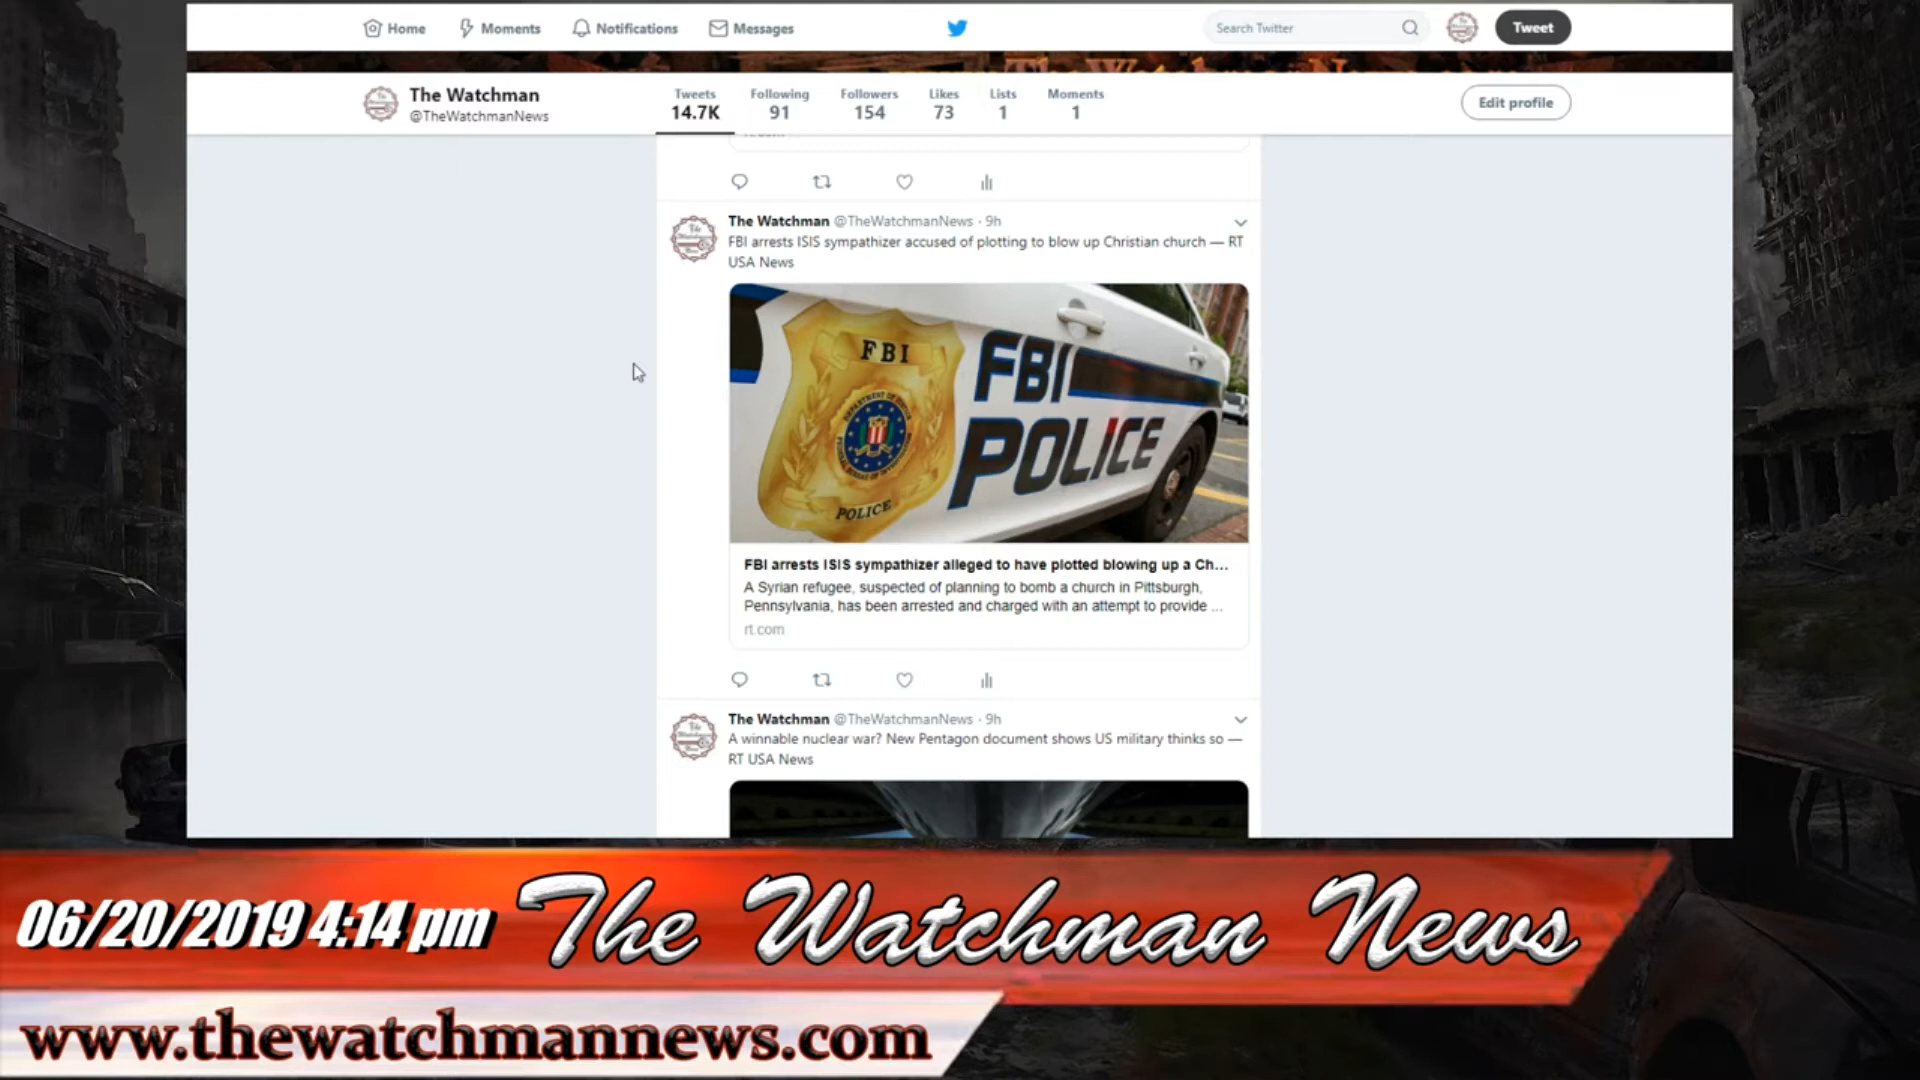 Home Moments Notifications Messages Search Twitter Tweet
The Watchman
@TheWatchmanNews
Tweets Following Followers Likes Lists Moments
14.7K 91 154 73 1 1
Edit profile
The Watchman @TheWatchmanNews · 9h
FBI arrests ISIS sympathizer accused of plotting to blow up Christian church — RT
USA News
FBI
FBI
POLICE
POLICE
FBI arrests ISIS sympathizer alleged to have plotted blowing up a Ch...
A Syrian refugee, suspected of planning to bomb a church in Pittsburgh,
Pennsylvania, has been arrested and charged with an attempt to provide ...
rt.com
The Watchman @TheWatchmanNews · 9h
A winnable nuclear war? New Pentagon document shows US military thinks so —
RT USA News
06/20/2019 4:14 pm
The Watchman News
www.thewatchmannews.com